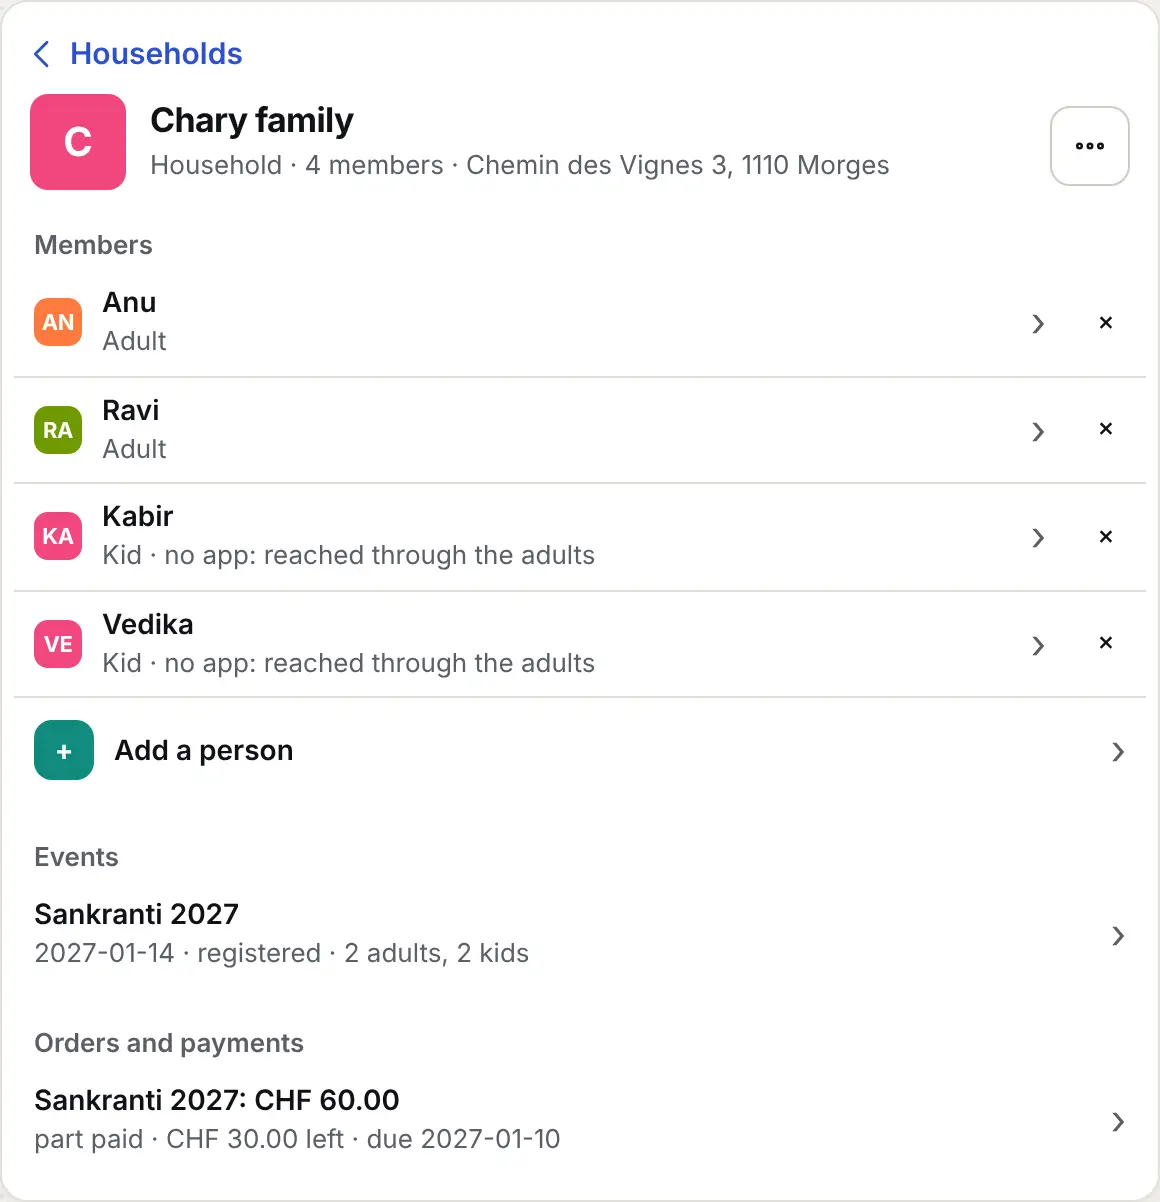 Households
C
Chary family
Household · 4 members · Chemin des Vignes 3, 1110 Morges
Members
AN
Anu
Adult
RA
Ravi
Adult
KA
Kabir
Kid · no app: reached through the adults
VE
Vedika
Kid · no app: reached through the adults
+ Add a person
Events
Sankranti 2027
2027-01-14 · registered · 2 adults, 2 kids
Orders and payments
Sankranti 2027: CHF 60.00
part paid · CHF 30.00 left · due 2027-01-10